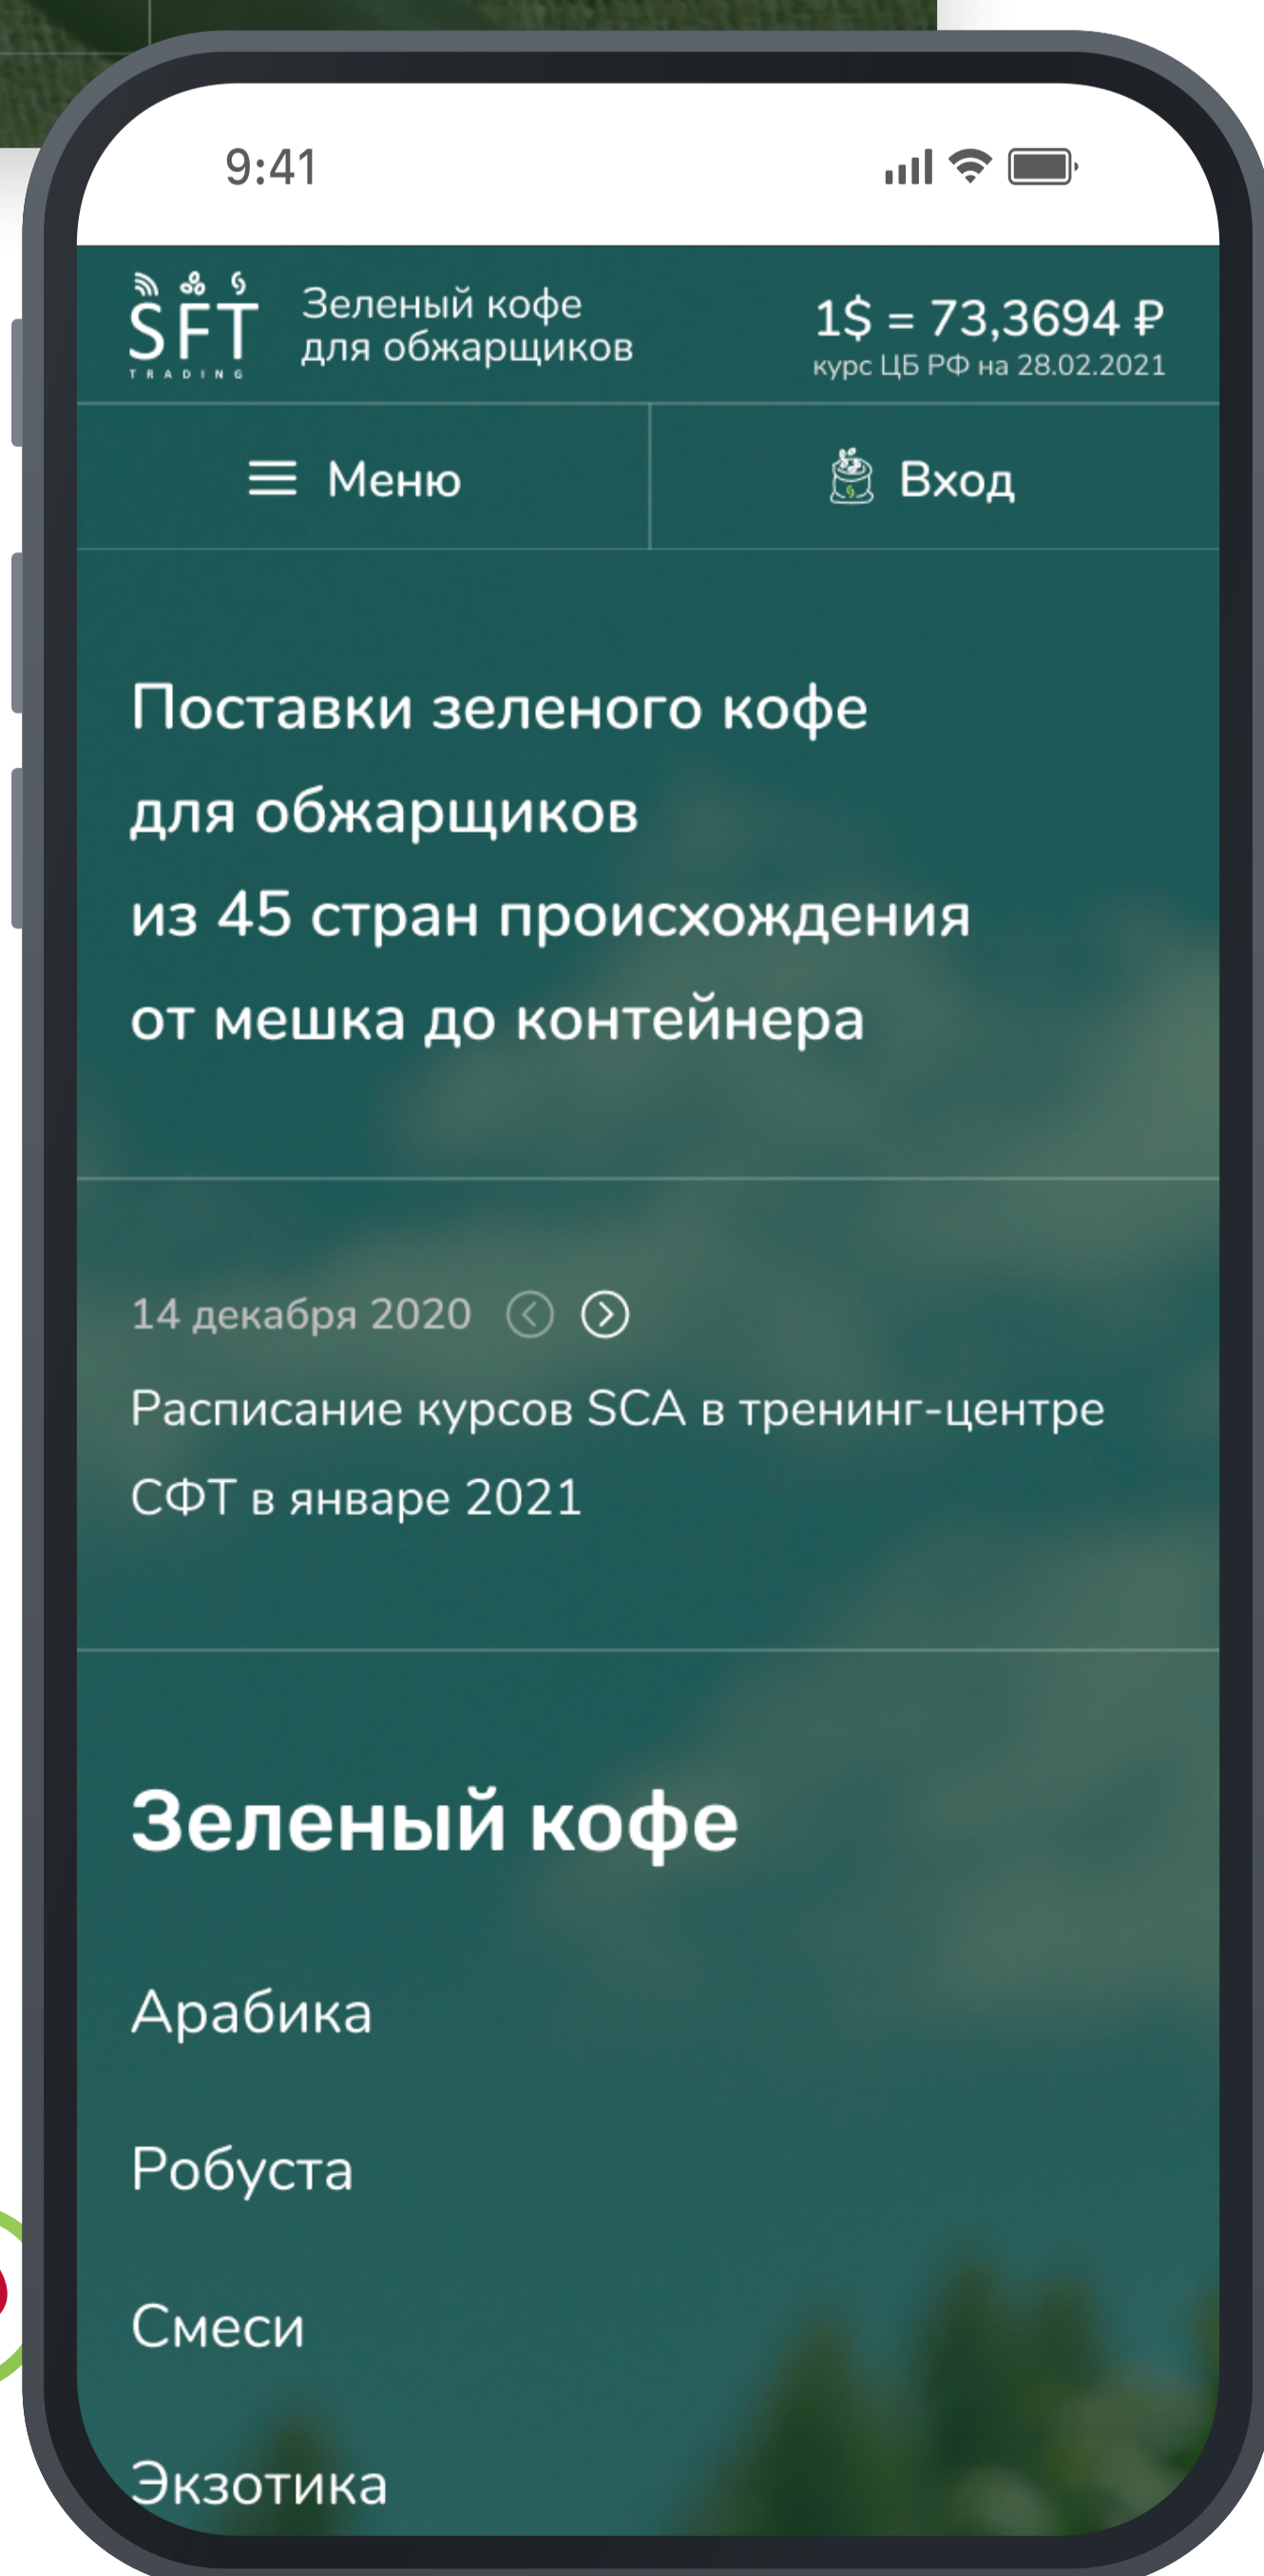 9:41
SFT
TRADING
Зеленый кофе
для обжарщиков
1$ = 73,3694 ₽
курс ЦБ РФ на 28.02.2021
Меню
Вход
Поставки зеленого кофе
для обжарщиков
из 45 стран происхождения
от мешка до контейнера
14 декабря 2020
Расписание курсов SCA в тренинг-центре
СФТ в январе 2021
Зеленый кофе
Арабика
Робуста
Смеси
Экзотика